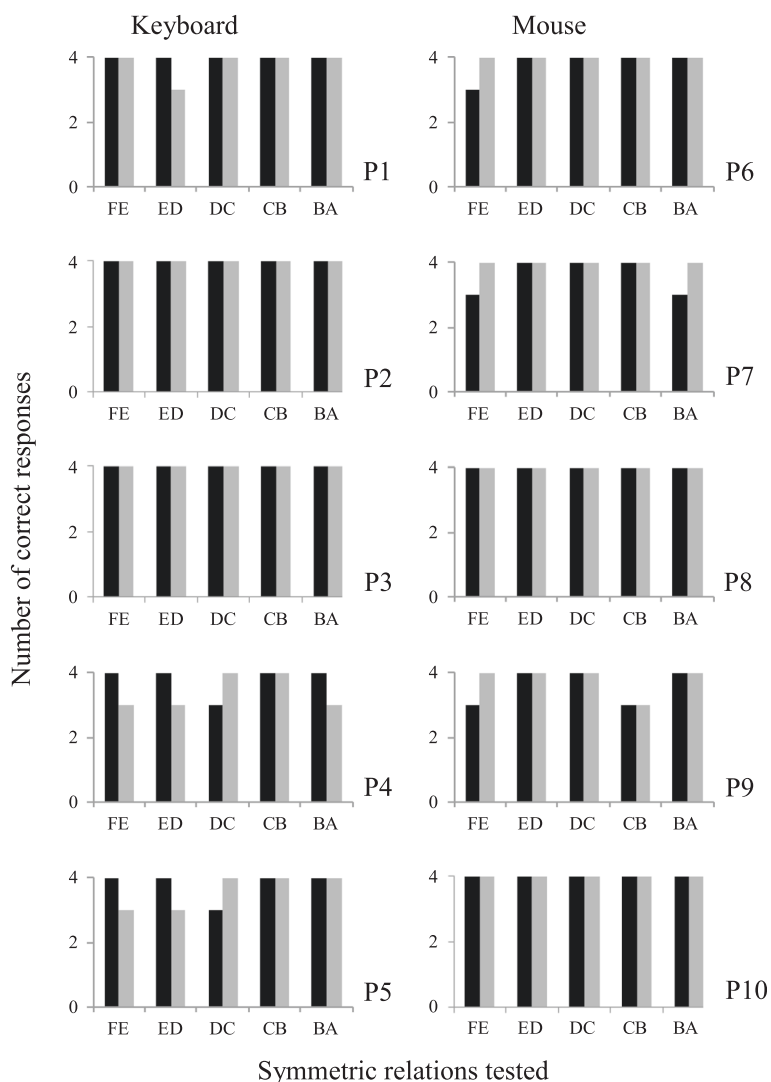 Keyboard Mouse
4 4
2 2
0 P1 0 P6
FE ED DC CB BA FE ED DC CB BA
4 4
2 2
0 P2 0 P7
FE ED DC CB BA FE ED DC CB BA
Number of correct responses
4 4
2 2
0 P3 0 P8
FE ED DC CB BA FE ED DC CB BA
4 4
2 2
0 P4 0 P9
FE ED DC CB BA FE ED DC CB BA
4 4
2 2
0 P5 0 P10
FE ED DC CB BA FE ED DC CB BA
Symmetric relations tested